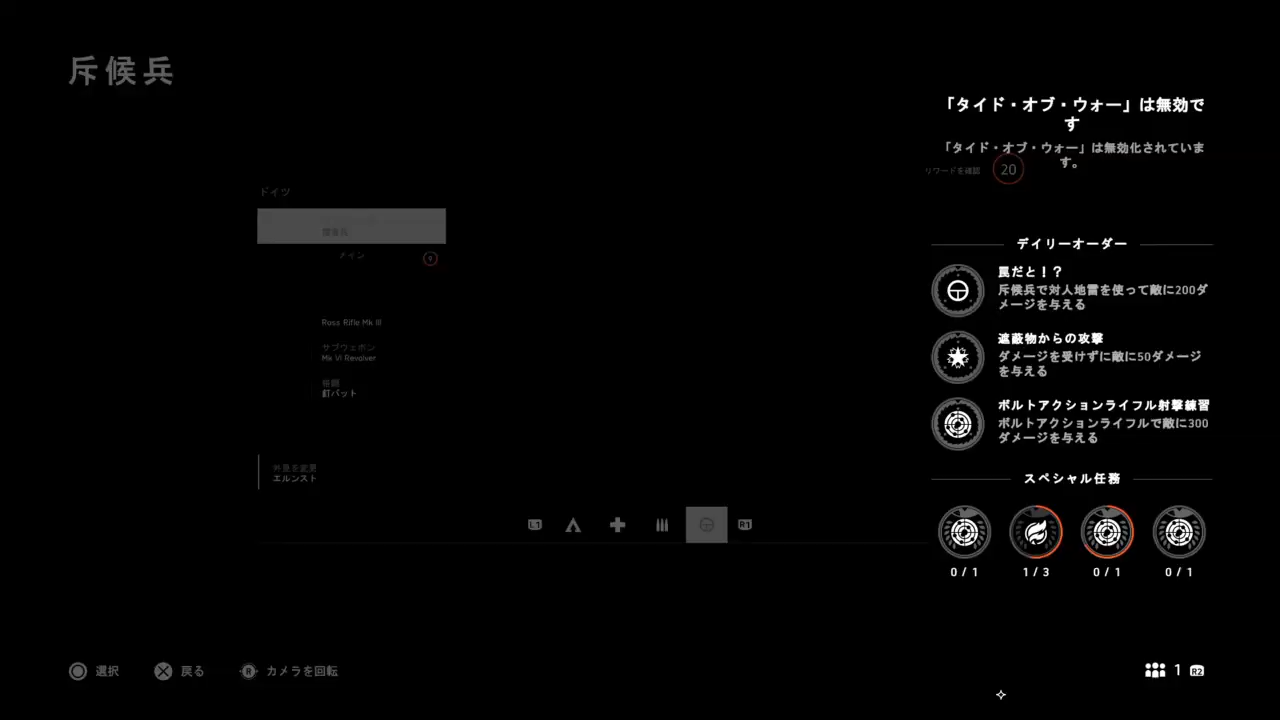 斥候兵
「タイド・オブ・ウォー」は無効で
す
「タイド・オブ・ウォー」は無効化されていま
す。
リワードを確認
20
ドイツ
メイン
Ross Rifle Mk III
サブウェポン
Mk VI Revolver
格闘
釘バット
外見を変更
エルンスト
L1
R1
デイリーオーダー
罠だと！？
斥候兵で対人地雷を使って敵に200ダ
メージを与える
遮蔽物からの攻撃
ダメージを受けずに敵に50ダメージ
を与える
ボルトアクションライフル射撃練習
ボルトアクションライフルで敵に300
ダメージを与える
スペシャル任務
0 / 1
1 / 3
0 / 1
0 / 1
選択
戻る
R
カメラを回転
1
R2